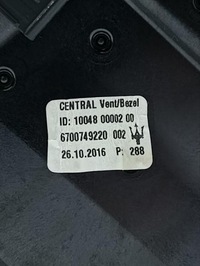 CENTRAL Vent/Bezel
ID: 10048 00002 00
6700749220 002
26.10.2016 P: 288